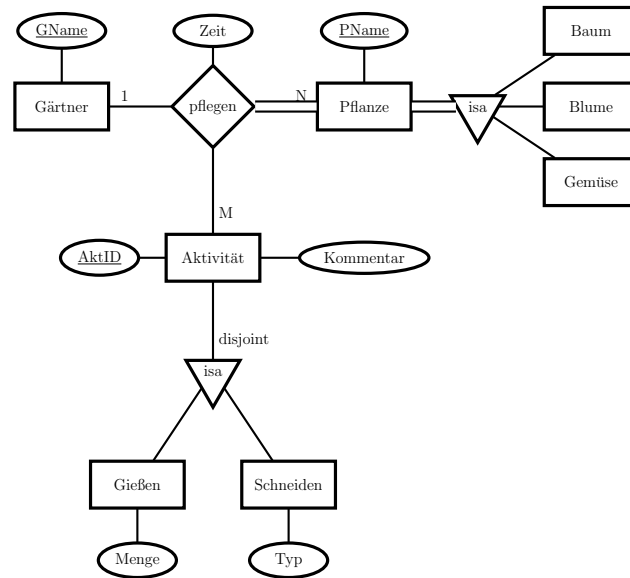 GName
Zeit
PName
Baum
Gärtner
1
pflegen
N
Pflanze
isa
Blume
Gemüse
M
AktID
Aktivität
Kommentar
disjoint
isa
Gießen
Schneiden
Menge
Typ